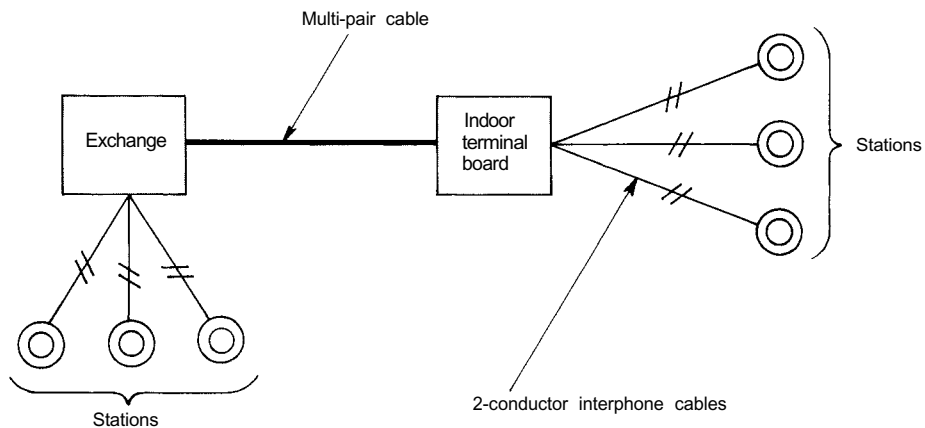 Multi-pair cable
Exchange
Indoor
terminal
board
Stations
2-conductor interphone cables
Stations